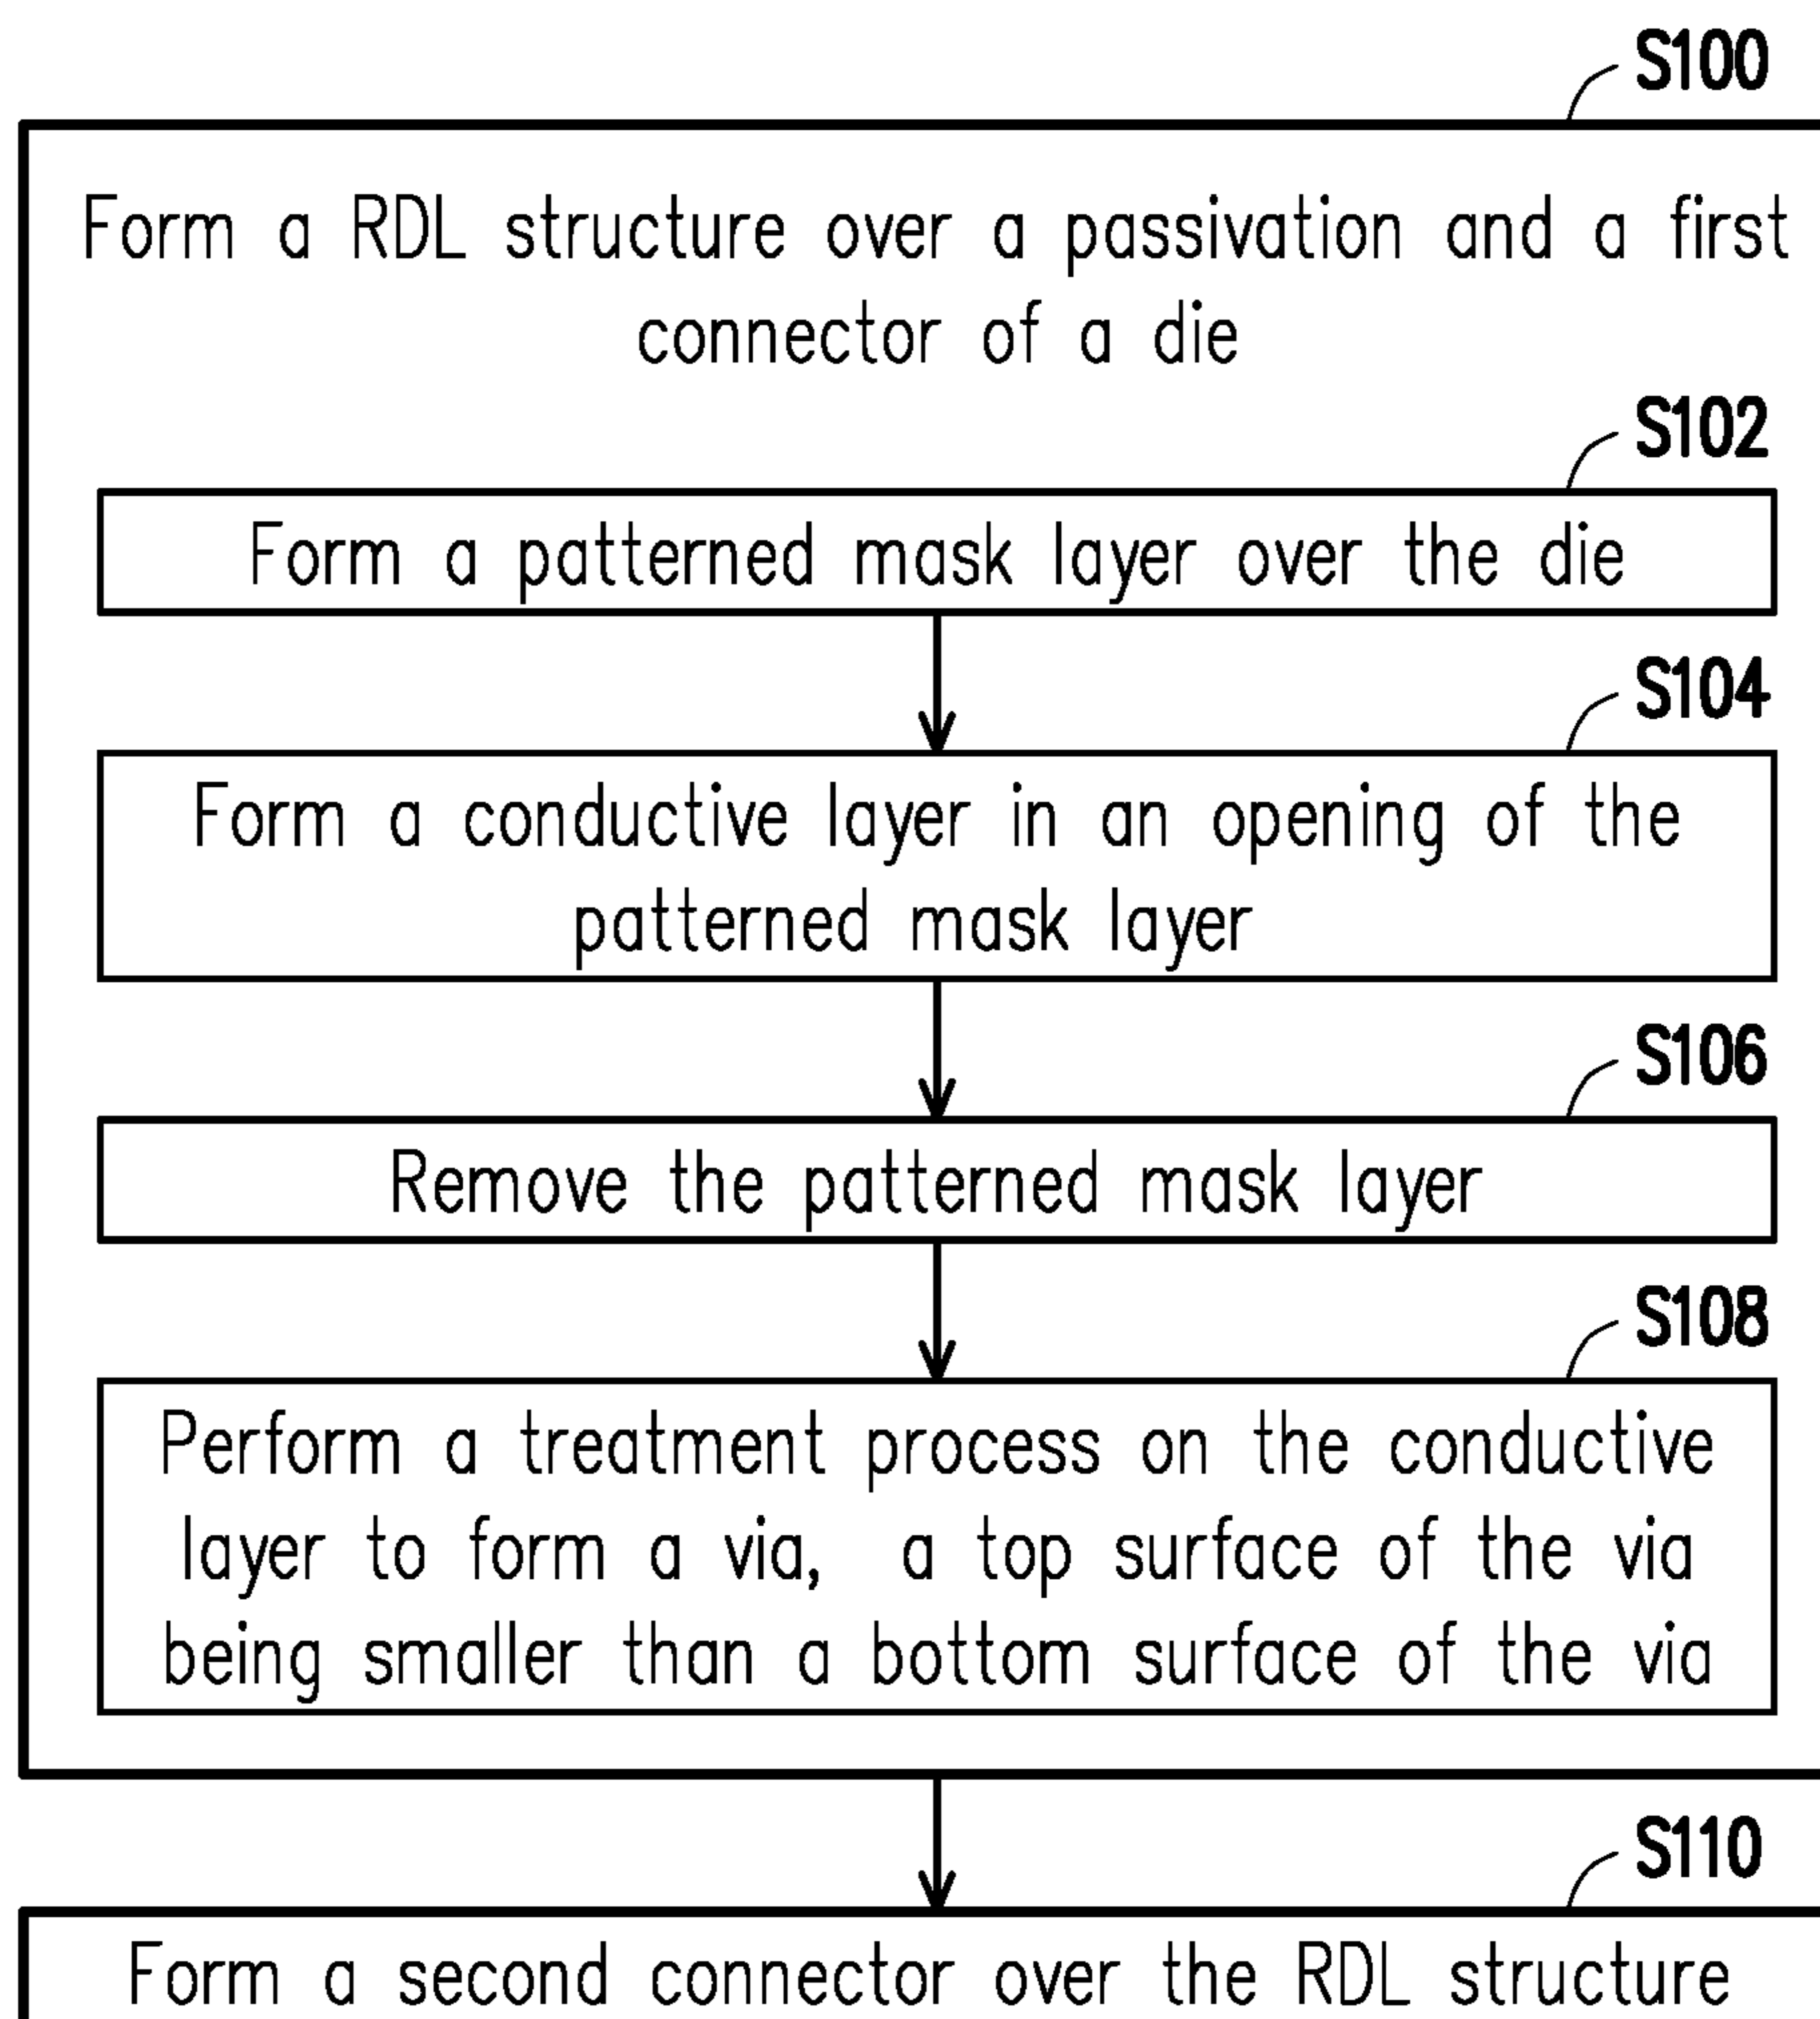 S100
Form a RDL structure over a passivation and a first
connector of a die
S102
Form a patterned mask layer over the die
S104
Form a conductive layer in an opening of the
patterned mask layer
S106
Remove the patterned mask layer
S108
Perform a treatment process on the conductive
layer to form a via, a top surface of the via
being smaller than a bottom surface of the via
S110
Form a second connector over the RDL structure